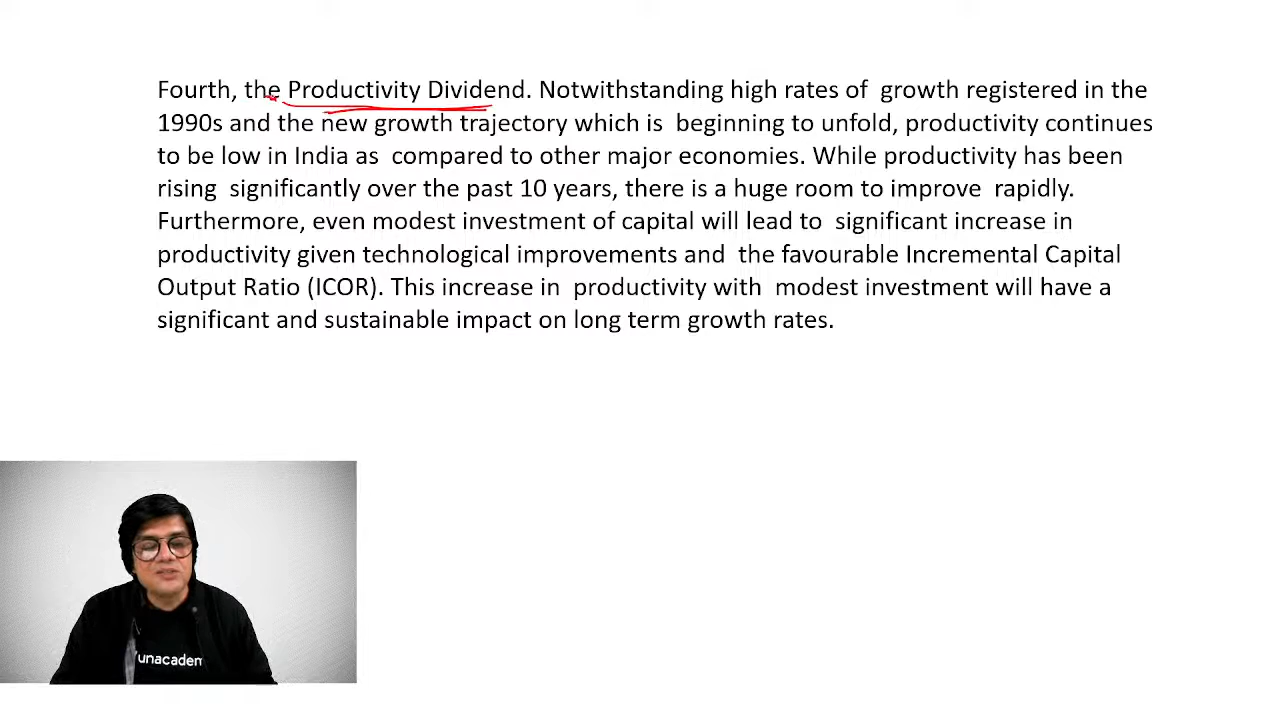 Fourth, the Productivity Dividend. Notwithstanding high rates of growth registered in the
1990s and the new growth trajectory which is beginning to unfold, productivity continues
to be low in India as compared to other major economies. While productivity has been
rising significantly over the past 10 years, there is a huge room to improve rapidly.
Furthermore, even modest investment of capital will lead to significant increase in
productivity given technological improvements and the favourable Incremental Capital
Output Ratio (ICOR). This increase in productivity with modest investment will have a
significant and sustainable impact on long term growth rates.
unacadem